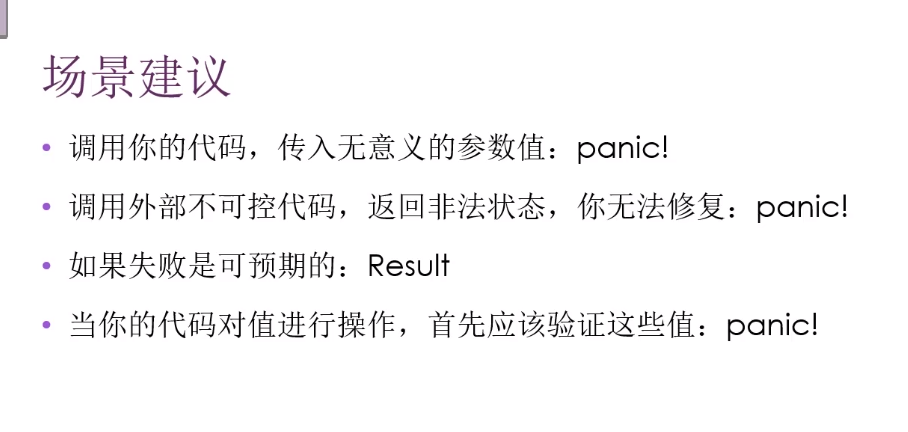 场景建议
• 调用你的代码，传入无意义的参数值：panic!
• 调用外部不可控代码，返回非法状态，你无法修复：panic!
• 如果失败是可预期的：Result
• 当你的代码对值进行操作，首先应该验证这些值：panic!